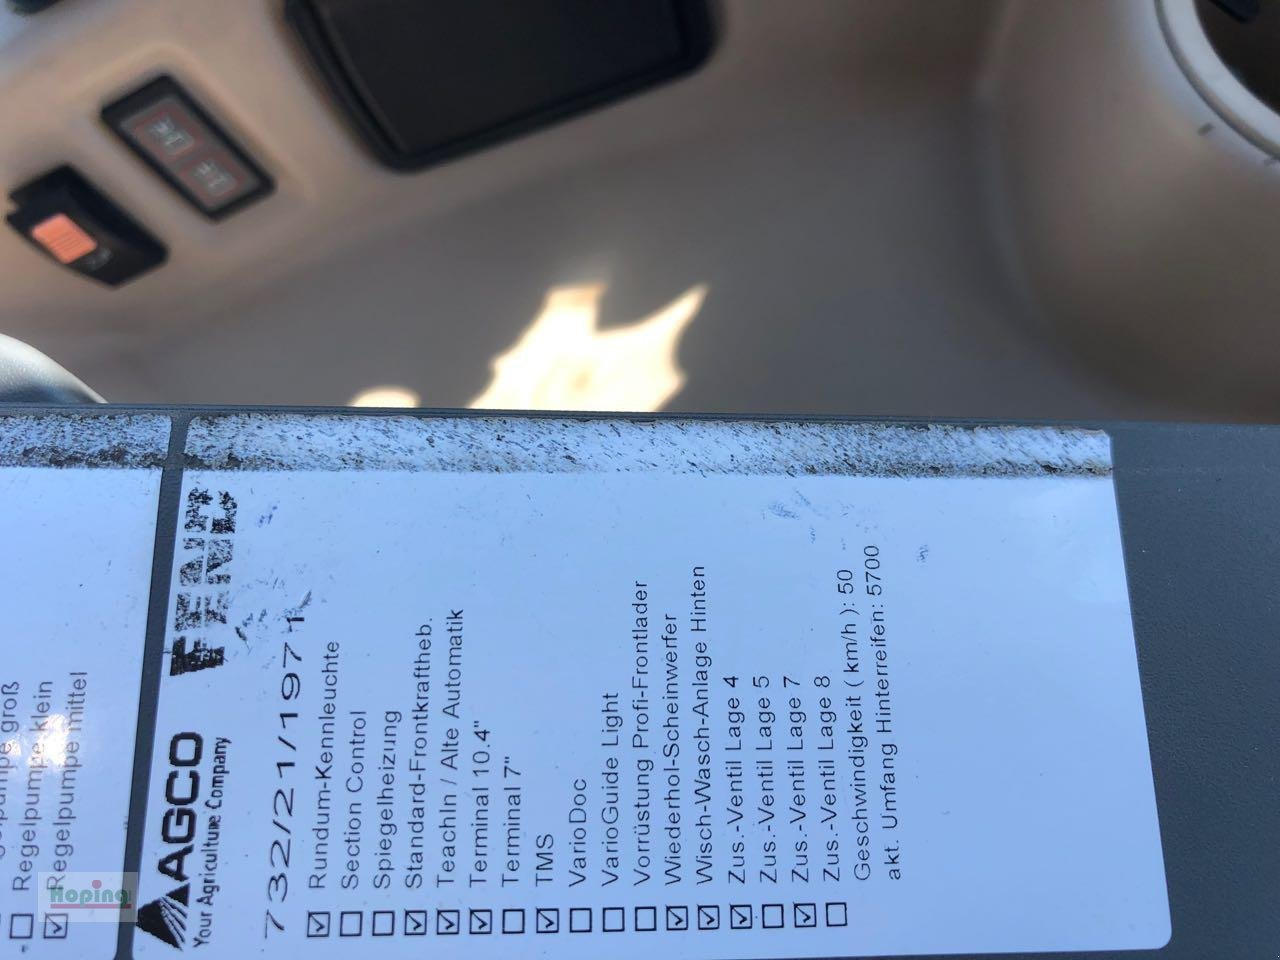 Regelpumpe groß
☐ Regelpumpe klein
☑ Regelpumpe mittel
Hoping
AGCO
Your Agriculture Company
FENDT
732/21/1971
☑ Rundum-Kennleuchte
☐ Section Control
☐ Spiegelheizung
☑ Standard-Frontkraftheb.
☑ TeachIn / Alte Automatik
☑ Terminal 10.4"
☐ Terminal 7"
☑ TMS
☐ VarioDoc
☐ VarioGuide Light
☐ Vorrüstung Profi-Frontlader
☑ Wiederhol-Scheinwerfer
☑ Wisch-Wasch-Anlage Hinten
☑ Zus.-Ventil Lage 4
☐ Zus.-Ventil Lage 5
☑ Zus.-Ventil Lage 7
☐ Zus.-Ventil Lage 8
Geschwindigkeit ( km/h ): 50
akt. Umfang Hinterreifen: 5700